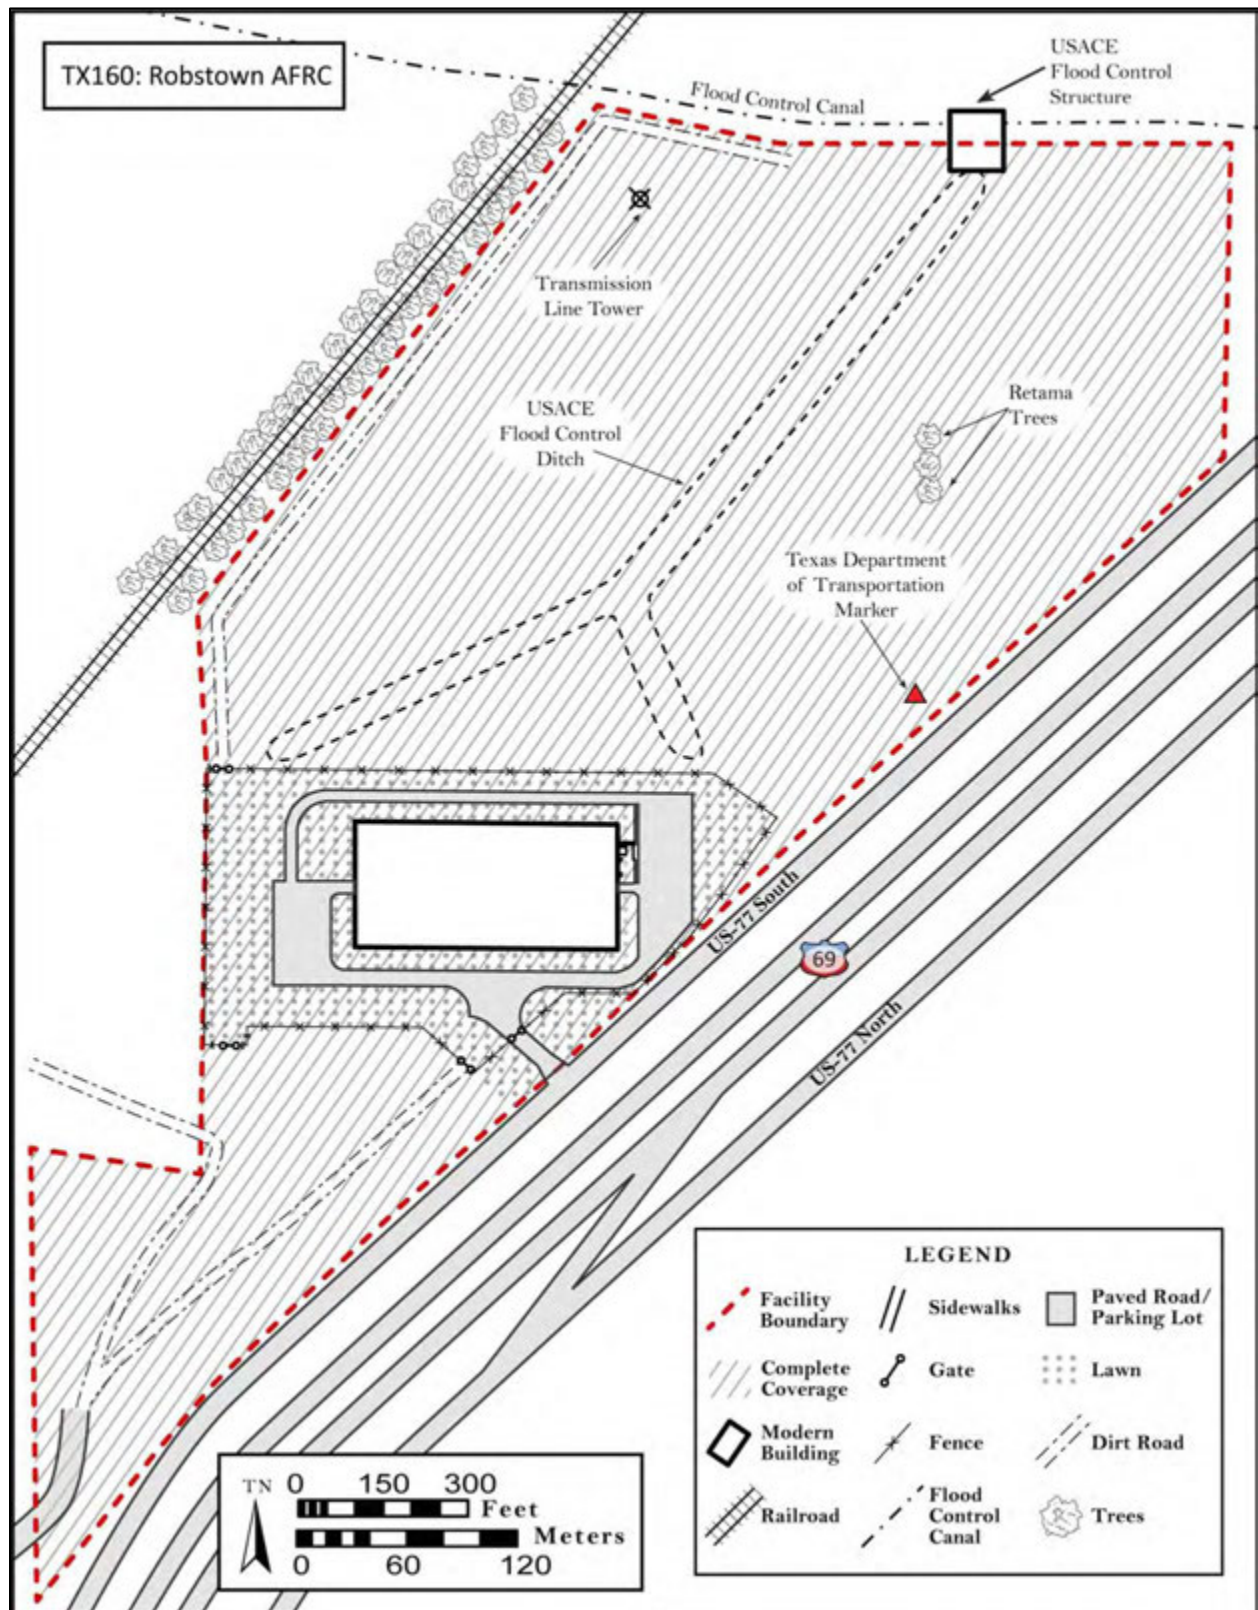 TX160: Robstown AFRC
USACE
Flood Control
Structure
Flood Control Canal
Transmission
Line Tower
USACE
Flood Control
Ditch
Retama
Trees
Texas Department
of Transportation
Marker
US-77 South
69
US-77 North
LEGEND
Facility
Boundary
Sidewalks
Paved Road/
Parking Lot
Complete
Coverage
Gate
Lawn
Modern
Building
Fence
Dirt Road
Railroad
Flood
Control
Canal
Trees
TN
0 150 300
Feet
Meters
0 60 120